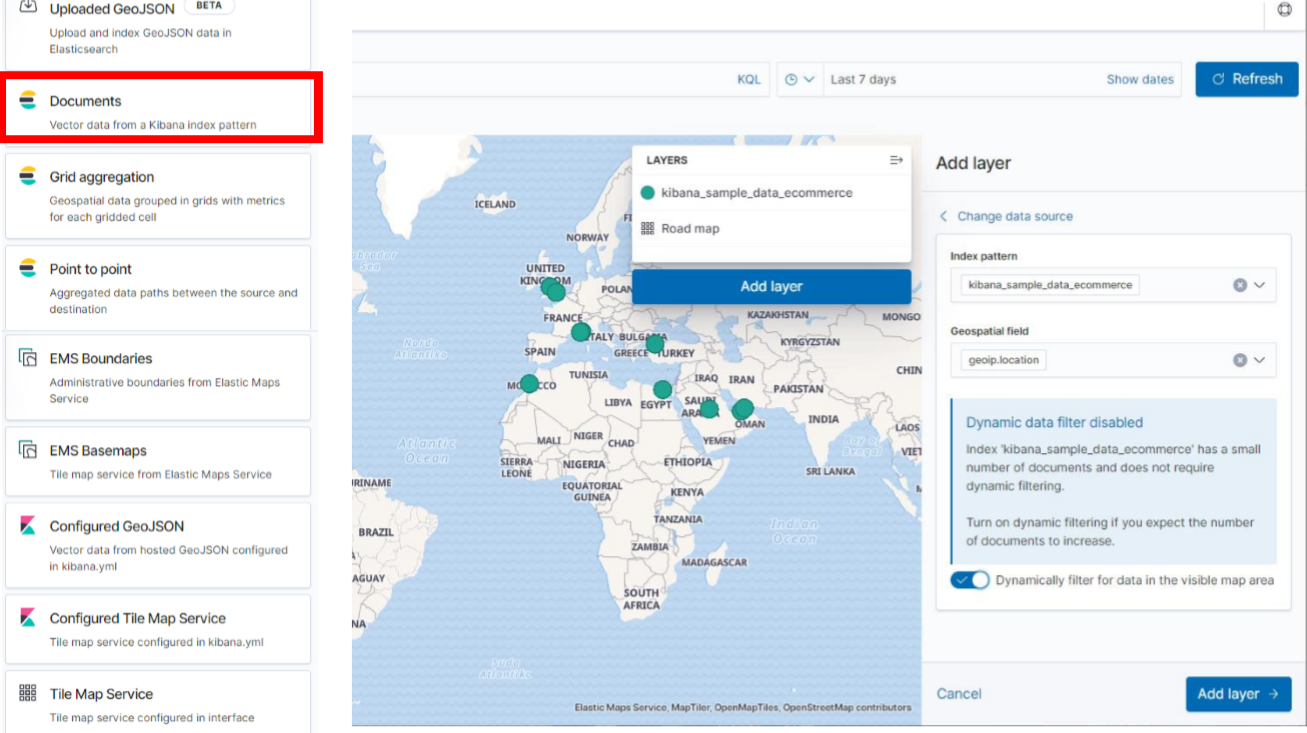 Uploaded GeoJSON BETA
Upload and index GeoJSON data in
Elasticsearch
Documents
Vector data from a Kibana index pattern
Grid aggregation
Geospatial data grouped in grids with metrics
for each gridded cell
Point to point
Aggregated data paths between the source and
destination
EMS Boundaries
Administrative boundaries from Elastic Maps
Service
EMS Basemaps
Tile map service from Elastic Maps Service
Configured GeoJSON
Vector data from hosted GeoJSON configured
in kibana.yml
Configured Tile Map Service
Tile map service configured in kibana.yml
Tile Map Service
Tile map service configured in interface
KQL
Last 7 days
Show dates
Refresh
LAYERS
kibana_sample_data_ecommerce
Road map
Add layer
ICELAND
NORWAY
UNITED
KINGDOM
POLAN
FRANCE
KAZAKHSTAN
MONGO
ITALY
BULGARIA
KYRGYZSTAN
SPAIN
GREECE
TURKEY
CHIN
TUNISIA
IRAQ
IRAN
MOROCCO
PAKISTAN
LIBYA
EGYPT
SAUDI
ARABIA
OMAN
INDIA
LAOS
MALI
NIGER
CHAD
YEMEN
VIET
SIERRA
LEONE
NIGERIA
ETHIOPIA
SRI LANKA
EQUATORIAL
GUINEA
KENYA
TANZANIA
BRAZIL
ZAMBIA
MADAGASCAR
SOUTH
AFRICA
Atlantic
Ocean
Indian
Ocean
Elastic Maps Service, MapTiler, OpenMapTiles, OpenStreetMap contributors
Add layer
Change data source
Index pattern
kibana_sample_data_ecommerce
Geospatial field
geoip.location
Dynamic data filter disabled
Index 'kibana_sample_data_ecommerce' has a small
number of documents and does not require
dynamic filtering.
Turn on dynamic filtering if you expect the number
of documents to increase.
Dynamically filter for data in the visible map area
Cancel
Add layer